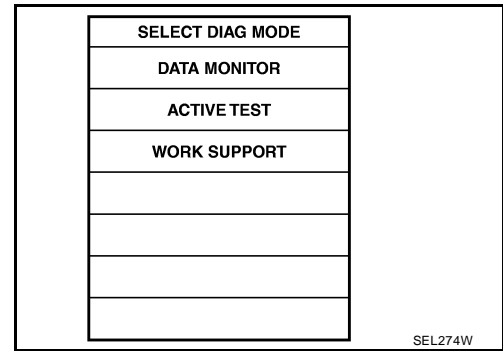 SELECT DIAG MODE
DATA MONITOR
ACTIVE TEST
WORK SUPPORT
SEL274W